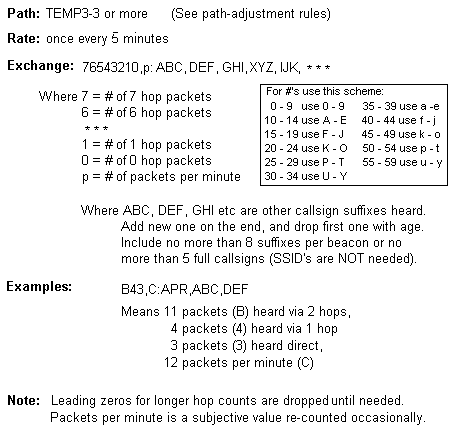 Path: TEMP3-3 or more (See path-adjustment rules)
Rate: once every 5 minutes
Exchange: 76543210,p: ABC, DEF, GHI,XYZ, IJK, * * *
Where 7 = # of 7 hop packets
6 = # of 6 hop packets
* * *
1 = # of 1 hop packets
0 = # of 0 hop packets
p = # of packets per minute
For #'s use this scheme:
0 - 9 use 0 - 9 35 - 39 use a - e
10 - 14 use A - E 40 - 44 use f - j
15 - 19 use F - J 45 - 49 use k - o
20 - 24 use K - O 50 - 54 use p - t
25 - 29 use P - T 55 - 59 use u - y
30 - 34 use U - Y
Where ABC, DEF, GHI etc are other callsign suffixes heard.
Add new one on the end, and drop first one with age.
Include no more than 8 suffixes per beacon or no
more than 5 full callsigns (SSID's are NOT needed).
Examples: B43,C:APR,ABC,DEF
Means 11 packets (B) heard via 2 hops,
4 packets (4) heard via 1 hop
3 packets (3) heard direct,
12 packets per minute (C)
Note: Leading zeros for longer hop counts are dropped until needed.
Packets per minute is a subjective value re-counted occasionally.